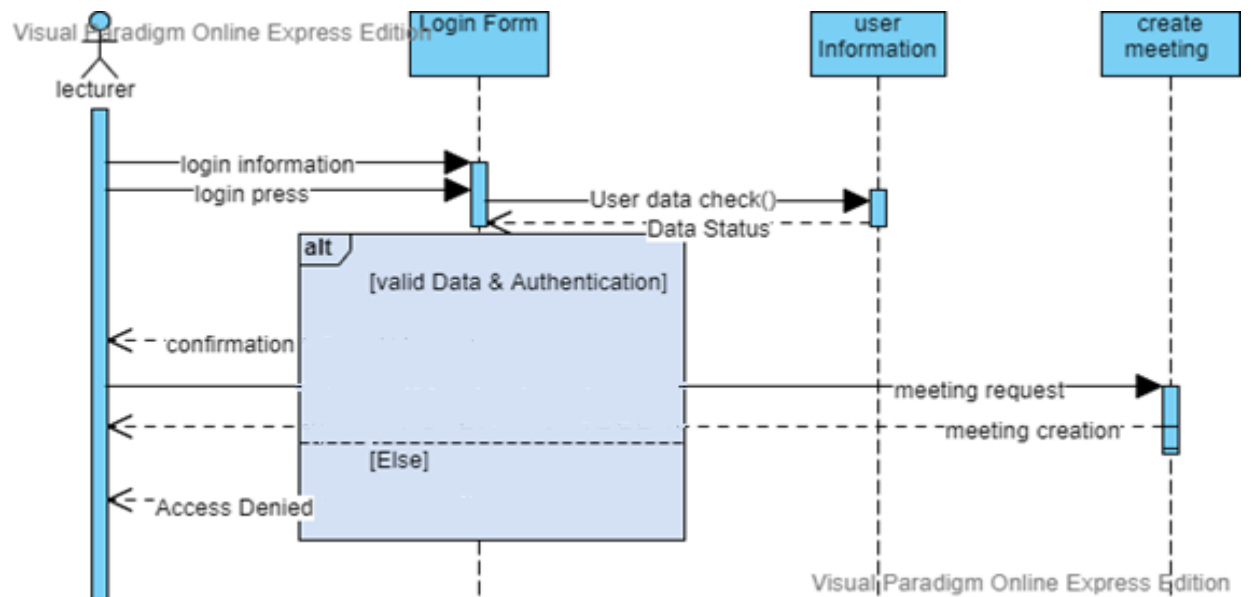 Visual Paradigm Online Express Edition
lecturer
Login Form
user
Information
create
meeting
login information
login press
User data check()
Data Status
alt
[valid Data & Authentication]
confirmation
meeting request
meeting creation
[Else]
Access Denied
Visual Paradigm Online Express Edition